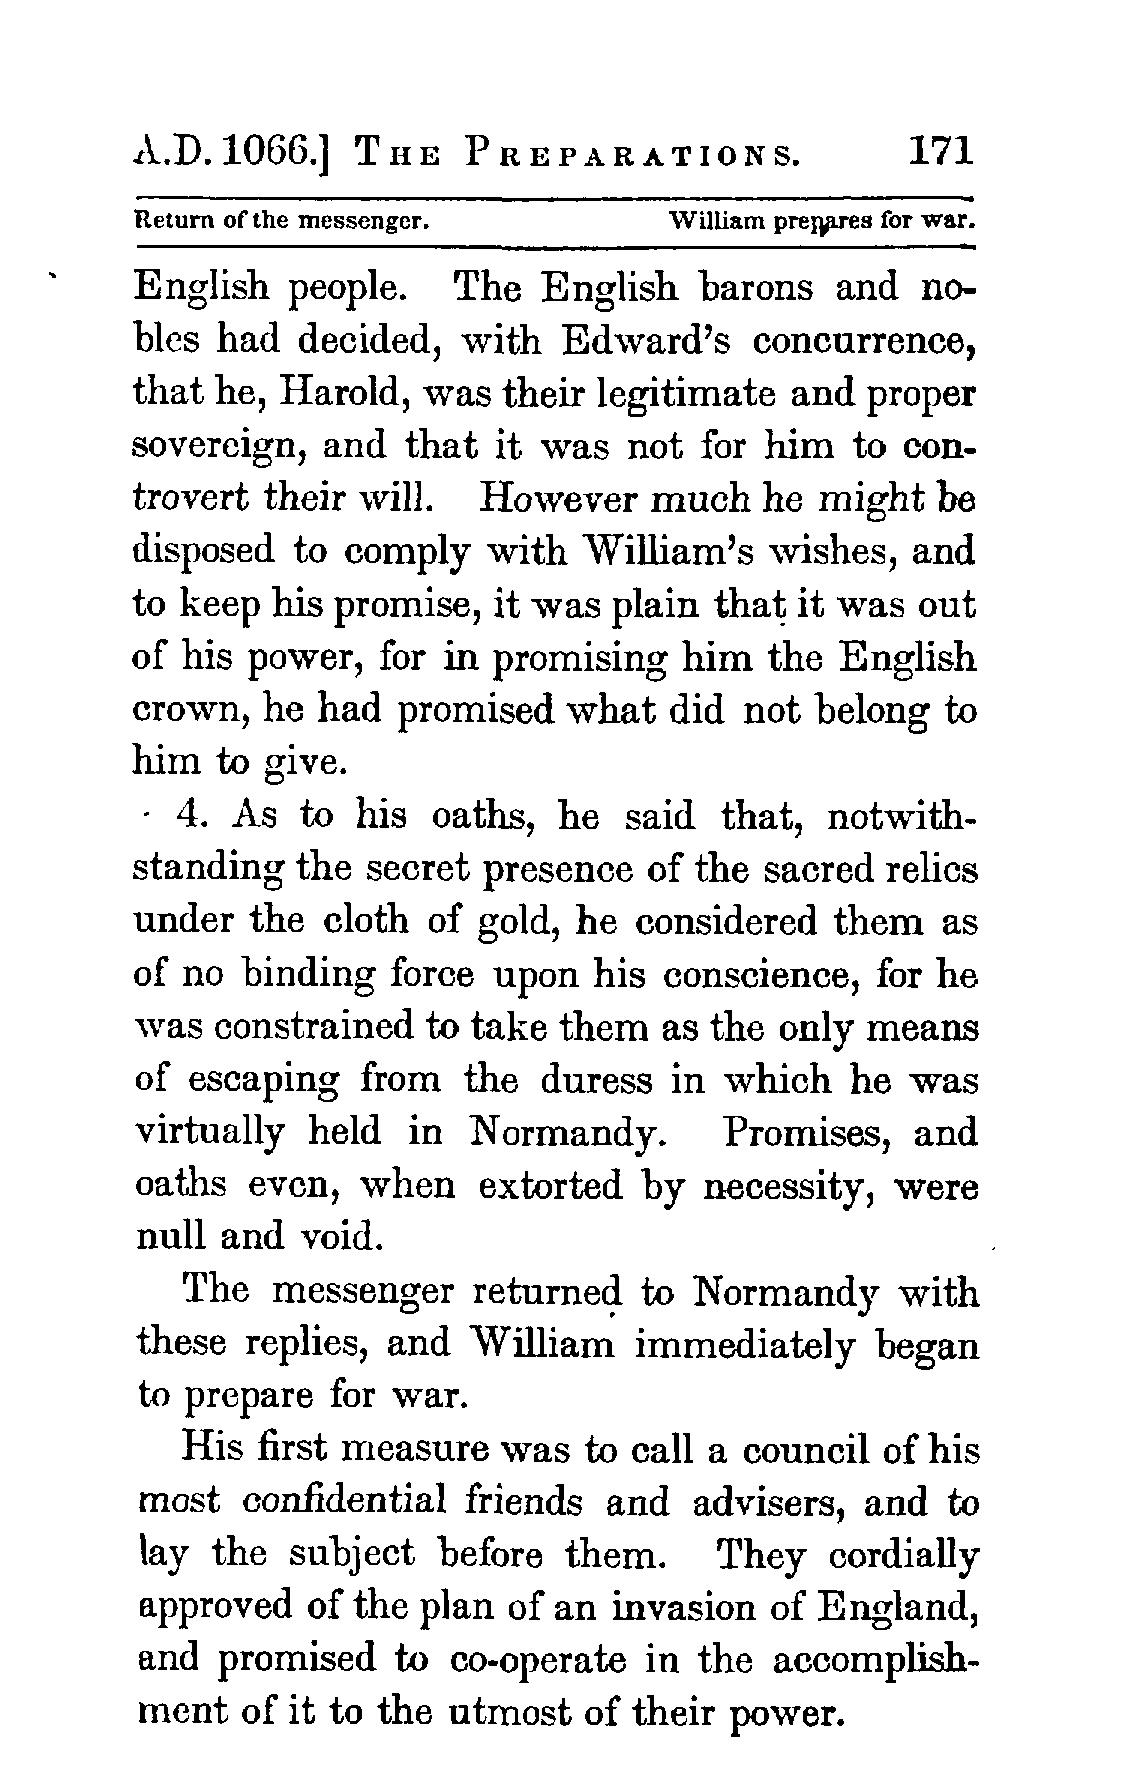 A.D. 1066.] THE PREPARATIONS. 171
Return of the messenger. William prepares for war.
English people. The English barons and no-
bles had decided, with Edward's concurrence,
that he, Harold, was their legitimate and proper
sovereign, and that it was not for him to con-
trovert their will. However much he might be
disposed to comply with William's wishes, and
to keep his promise, it was plain that it was out
of his power, for in promising him the English
crown, he had promised what did not belong to
him to give.
4. As to his oaths, he said that, notwith-
standing the secret presence of the sacred relics
under the cloth of gold, he considered them as
of no binding force upon his conscience, for he
was constrained to take them as the only means
of escaping from the duress in which he was
virtually held in Normandy. Promises, and
oaths even, when extorted by necessity, were
null and void.
The messenger returned to Normandy with
these replies, and William immediately began
to prepare for war.
His first measure was to call a council of his
most confidential friends and advisers, and to
lay the subject before them. They cordially
approved of the plan of an invasion of England,
and promised to co-operate in the accomplish-
ment of it to the utmost of their power.